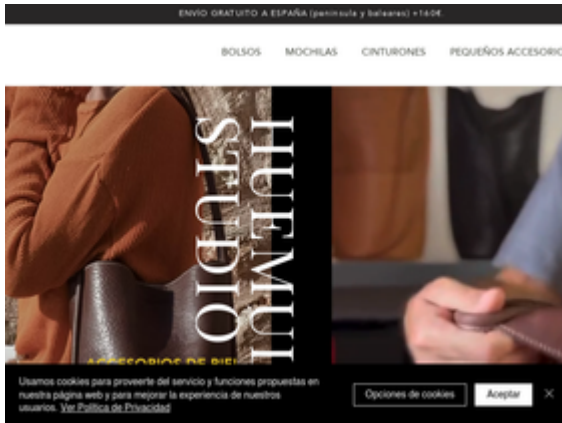 ENVÍO GRATUITO A ESPAÑA (peninsula y baleares) +160€
BOLSOS MOCHILAS CINTURONES PEQUEÑOS ACCESORIO
HUEMUI
STUDIO
ACCESORIOS DE PIEL
Usamos cookies para proveerte del servicio y funciones propuestas en
nuestra página web y para mejorar la experiencia de nuestros
usuarios. Ver Política de Privacidad
Opciones de cookies
Aceptar